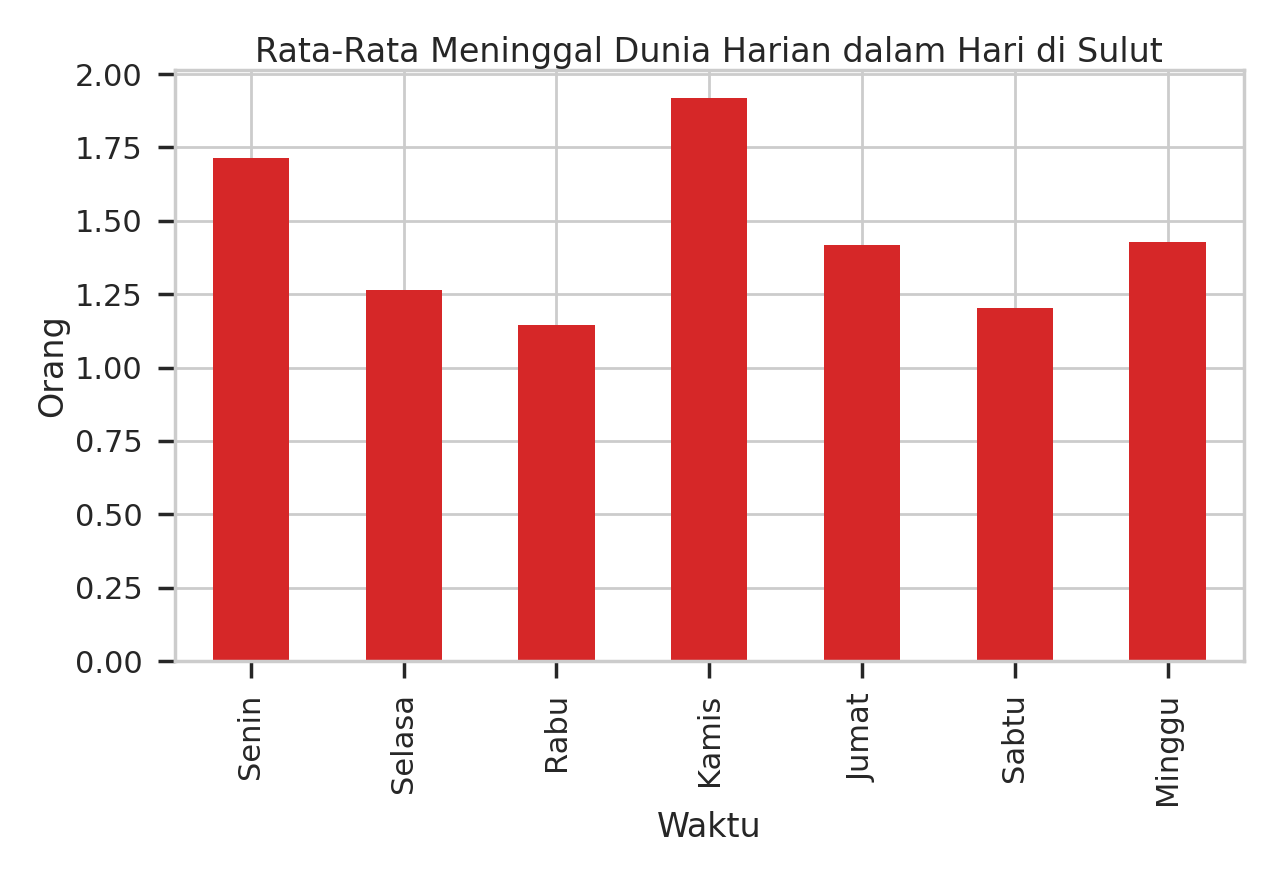 Rata-Rata Meninggal Dunia Harian dalam Hari di Sulut
2.00
1.75
1.50
1.25
1.00
0.75
0.50
0.25
0.00
Orang
Senin
Selasa
Rabu
Kamis
Jumat
Sabtu
Minggu
Waktu